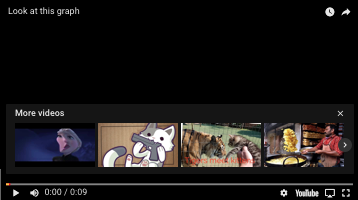 Look at this graph
More videos
0:00 / 0:09
YouTube